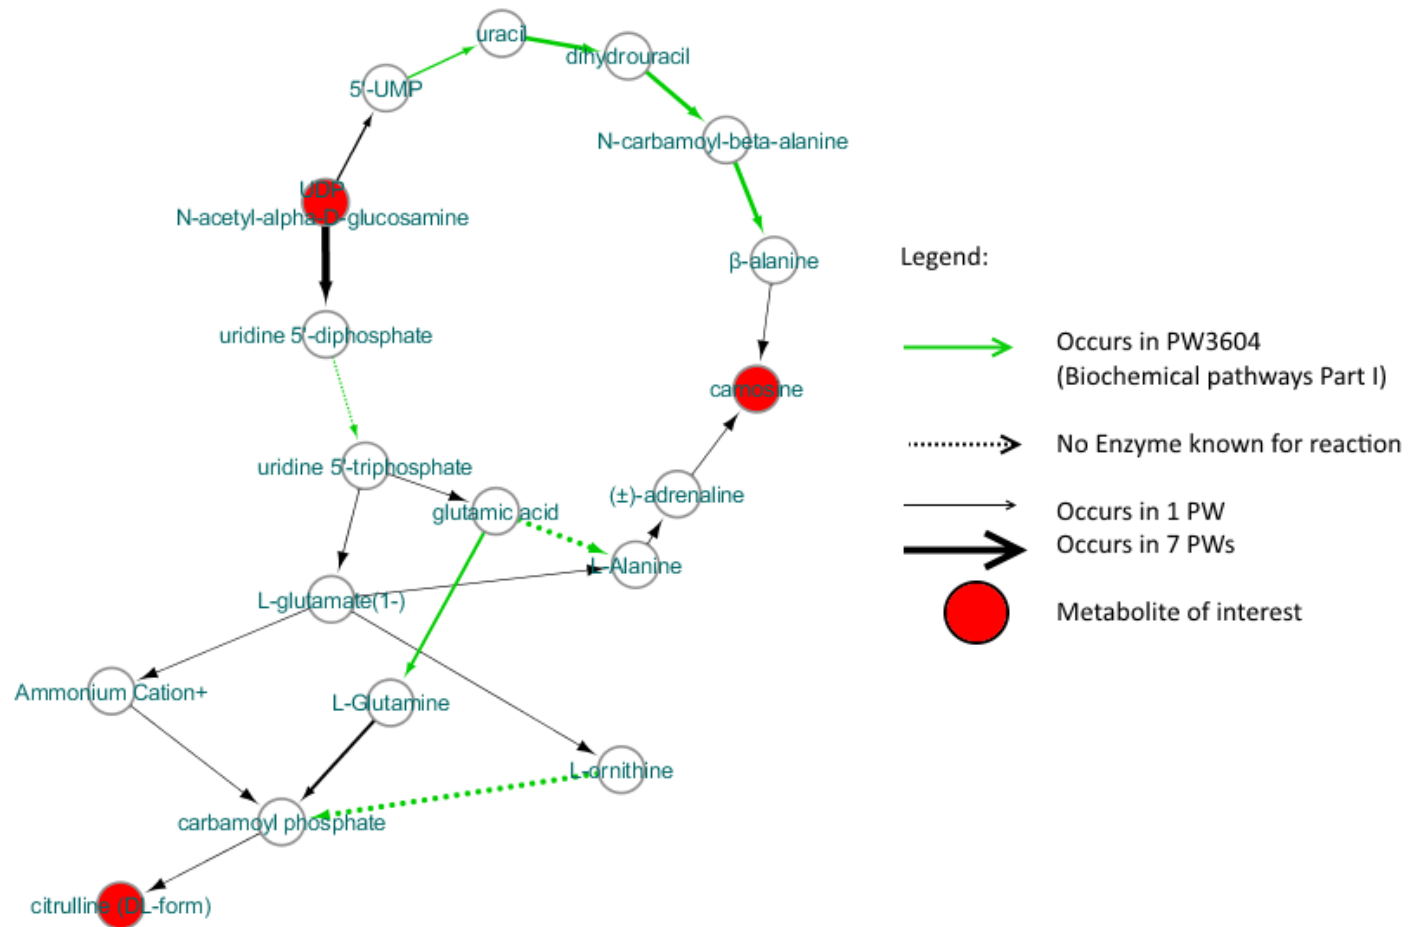 uracil
dihydrouracil
5'-UMP
N-carbamoyl-beta-alanine
UDP
N-acetyl-alpha-D-glucosamine
β-alanine
uridine 5'-diphosphate
carnosine
uridine 5'-triphosphate
(±)-adrenaline
glutamic acid
L-Alanine
L-glutamate(1-)
Ammonium Cation+
L-Glutamine
L-ornithine
carbamoyl phosphate
citrulline (DL-form)
Legend:
Occurs in PW3604
(Biochemical pathways Part I)
No Enzyme known for reaction
Occurs in 1 PW
Occurs in 7 PWs
Metabolite of interest